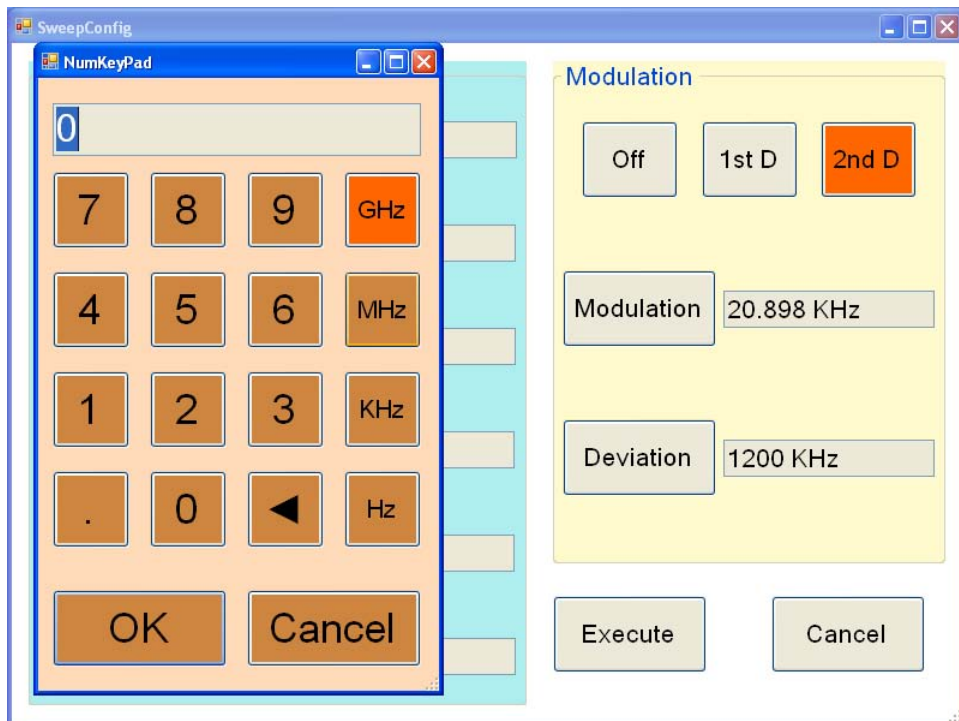 SweepConfig
NumKeyPad
0
7 8 9 GHz
4 5 6 MHz
1 2 3 KHz
. 0 ◄ Hz
OK Cancel
Modulation
Off 1st D 2nd D
Modulation 20.898 KHz
Deviation 1200 KHz
Execute Cancel